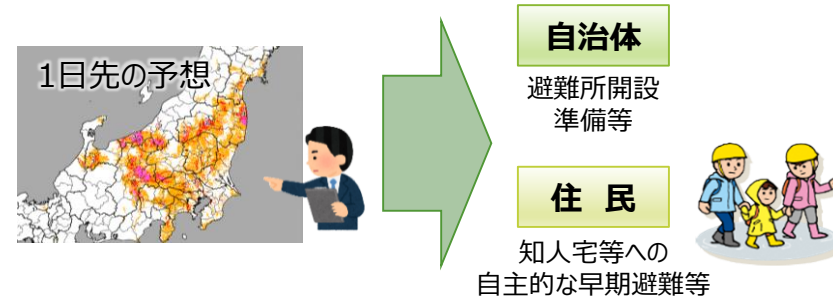 1日先の予想
自治体
避難所開設
準備等
住 民
知人宅等への
自主的な早期避難等